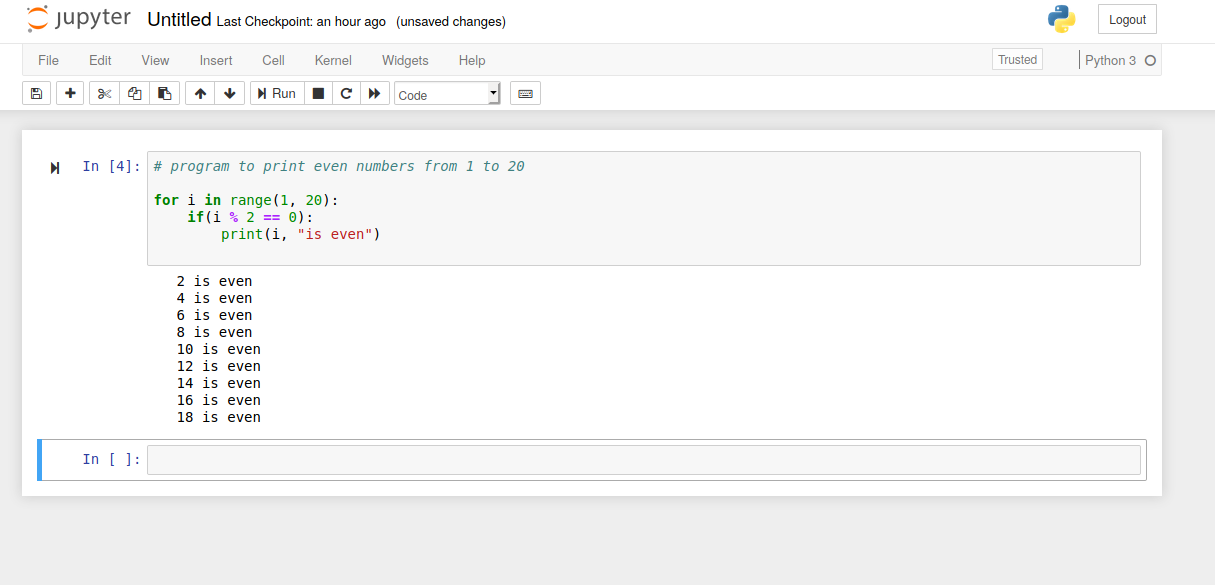 jupyter Untitled Last Checkpoint: an hour ago (unsaved changes) Logout
File Edit View Insert Cell Kernel Widgets Help Trusted Python 3
Run Code
In [4]: # program to print even numbers from 1 to 20
for i in range(1, 20):
    if(i % 2 == 0):
        print(i, "is even")
2 is even
4 is even
6 is even
8 is even
10 is even
12 is even
14 is even
16 is even
18 is even
In [ ]: